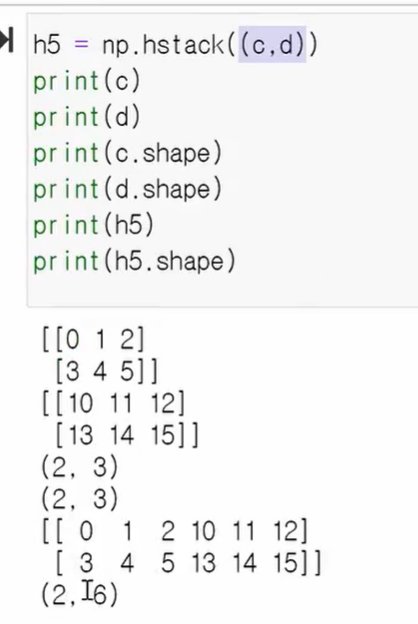 h5 = np.hstack((c,d))
print(c)
print(d)
print(c.shape)
print(d.shape)
print(h5)
print(h5.shape)
[[0 1 2]
 [3 4 5]]
[[10 11 12]
 [13 14 15]]
(2, 3)
(2, 3)
[[ 0  1  2 10 11 12]
 [ 3  4  5 13 14 15]]
(2, 6)